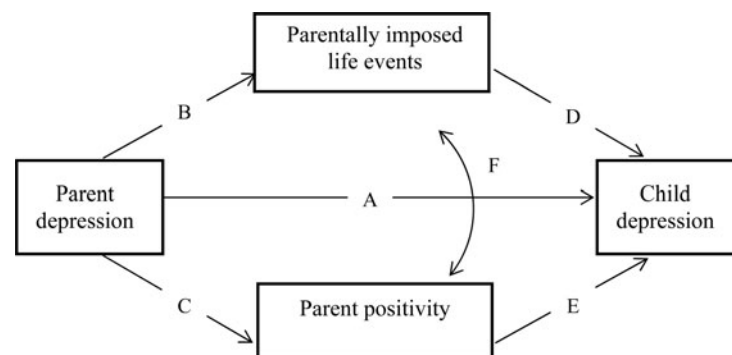 Parentally imposed
life events
B
D
F
Parent
depression
A
Child
depression
C
Parent positivity
E